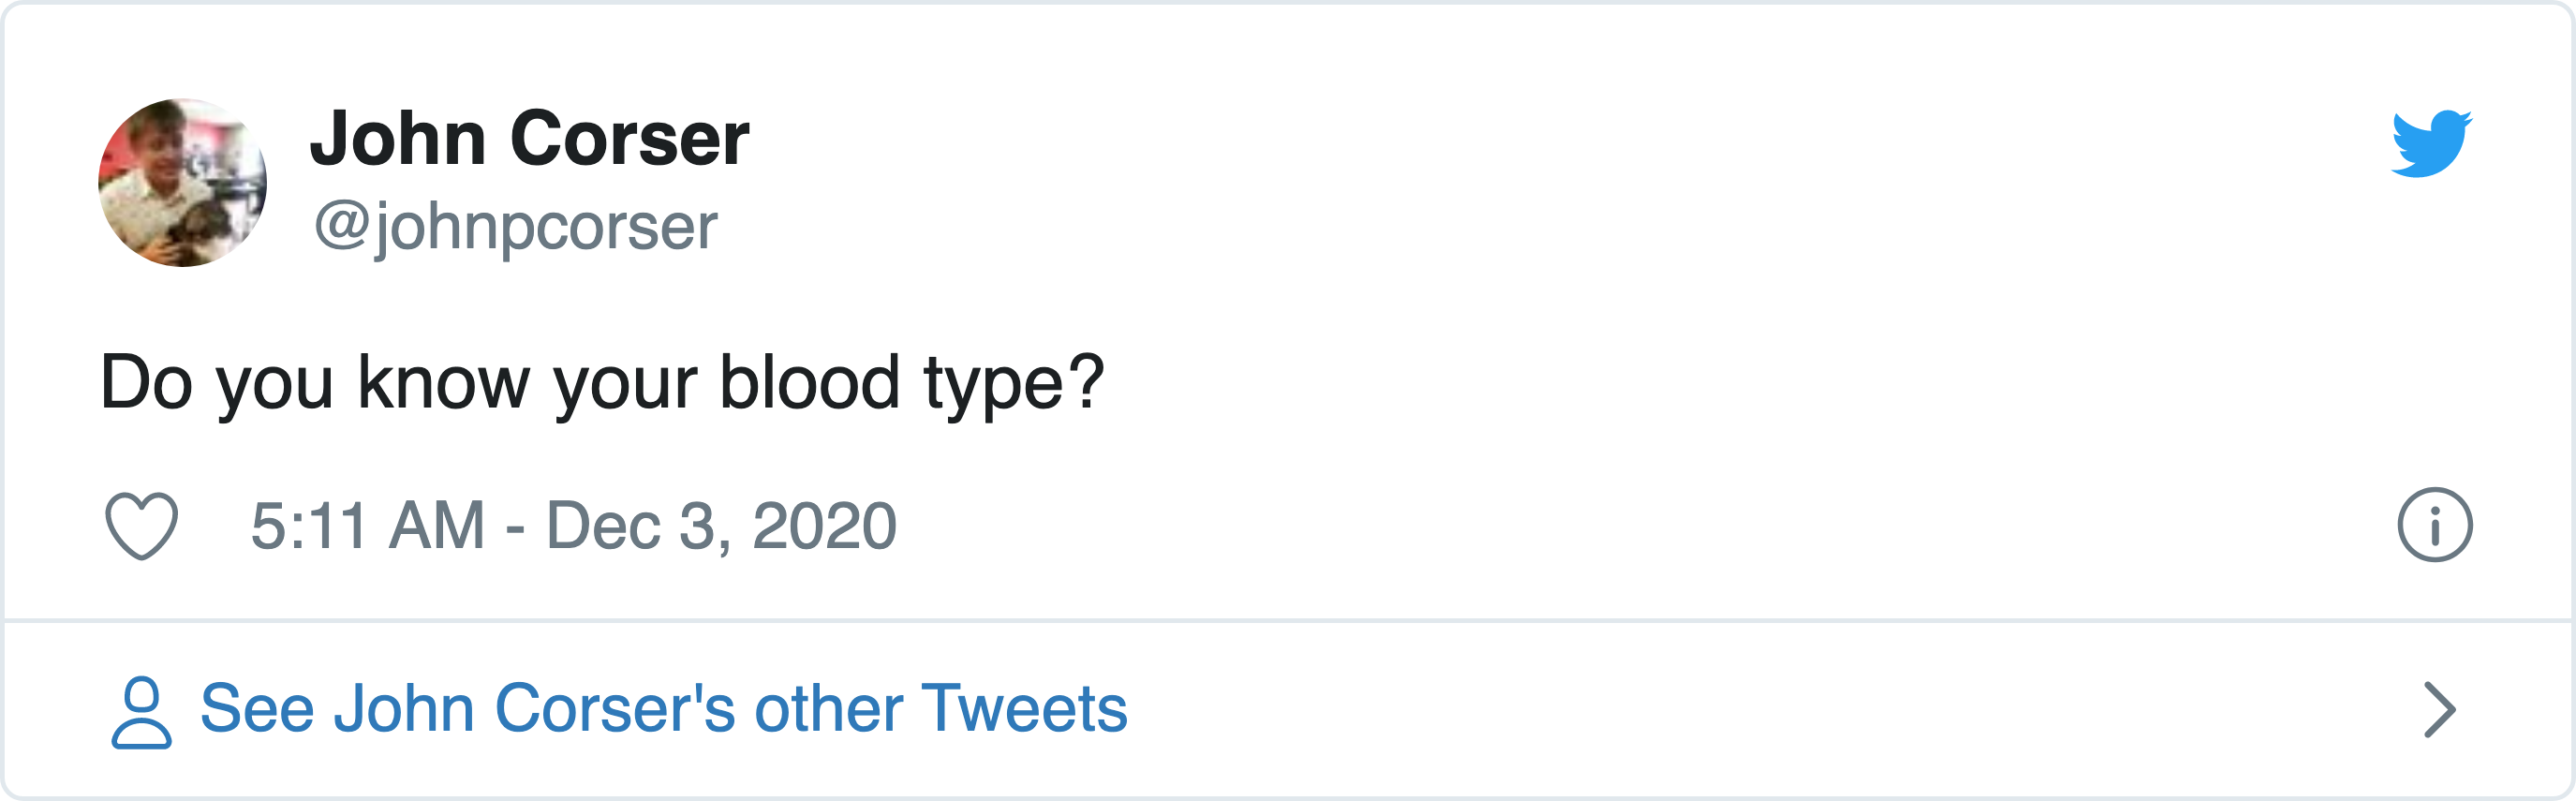 John Corser
@johnpcorser
Do you know your blood type?
5:11 AM - Dec 3, 2020
See John Corser's other Tweets